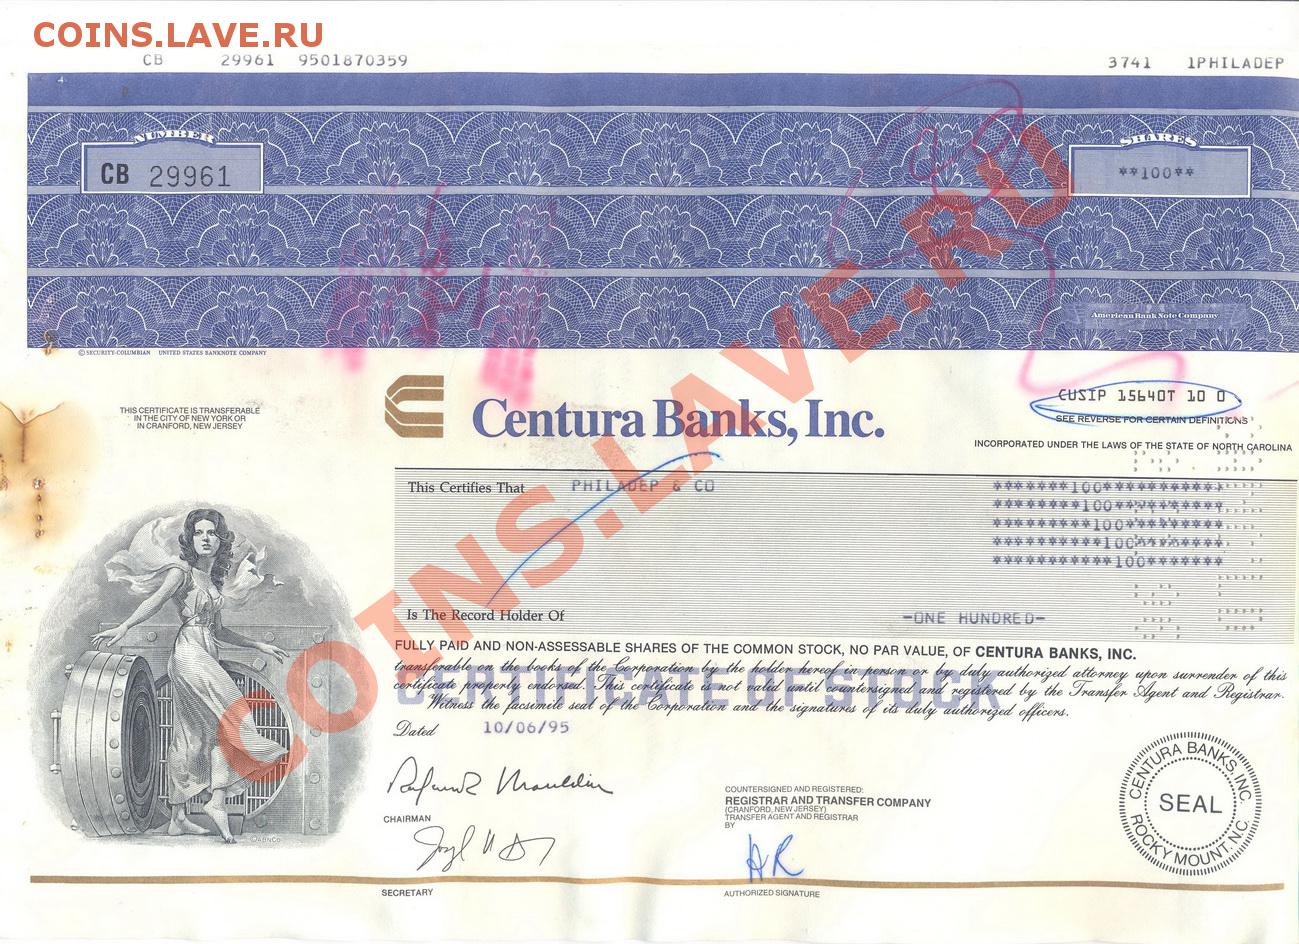 COINS.LAVE.RU
CB 29961 9501870359 3741 1PHILADEP
NUMBER
CB 29961
SHARES
**100**
American Bank Note Company
© SECURITY-COLUMBIAN UNITED STATES BANKNOTE COMPANY
THIS CERTIFICATE IS TRANSFERABLE
IN THE CITY OF NEW YORK OR
IN CRANFORD, NEW JERSEY
Centura Banks, Inc.
CUSIP 15640T 10 0
SEE REVERSE FOR CERTAIN DEFINITIONS
INCORPORATED UNDER THE LAWS OF THE STATE OF NORTH CAROLINA
This Certifies That PHILADEP & CO
*******100************
********100***********
*********100**********
**********100*********
***********100********
Is The Record Holder Of -ONE HUNDRED-
FULLY PAID AND NON-ASSESSABLE SHARES OF THE COMMON STOCK, NO PAR VALUE, OF CENTURA BANKS, INC.
CERTIFICATE OF STOCK
transferable on the books of the Corporation by the holder hereof in person or by duly authorized attorney upon surrender of this
certificate properly endorsed. This certificate is not valid until countersigned and registered by the Transfer Agent and Registrar.
Witness the facsimile seal of the Corporation and the signatures of its duly authorized officers.
Dated 10/06/95
CHAIRMAN
SECRETARY
COUNTERSIGNED AND REGISTERED:
REGISTRAR AND TRANSFER COMPANY
(CRANFORD, NEW JERSEY)
TRANSFER AGENT AND REGISTRAR
BY
HR
AUTHORIZED SIGNATURE
CENTURA BANKS, INC.
SEAL
ROCKY MOUNT, N.C.
© ABNCo
COINS.LAVE.RU